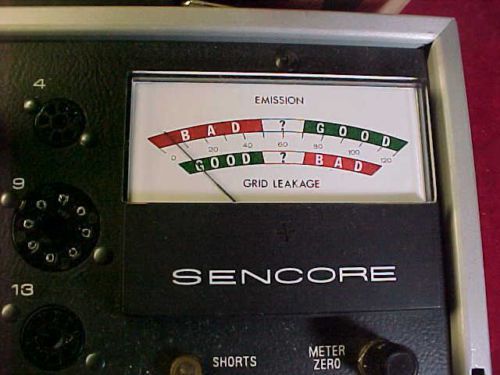 4
EMISSION
BAD ? GOOD
0 20 40 60 80 100 120
GOOD ? BAD
GRID LEAKAGE
9
SENCORE
13
SHORTS
METER
ZERO